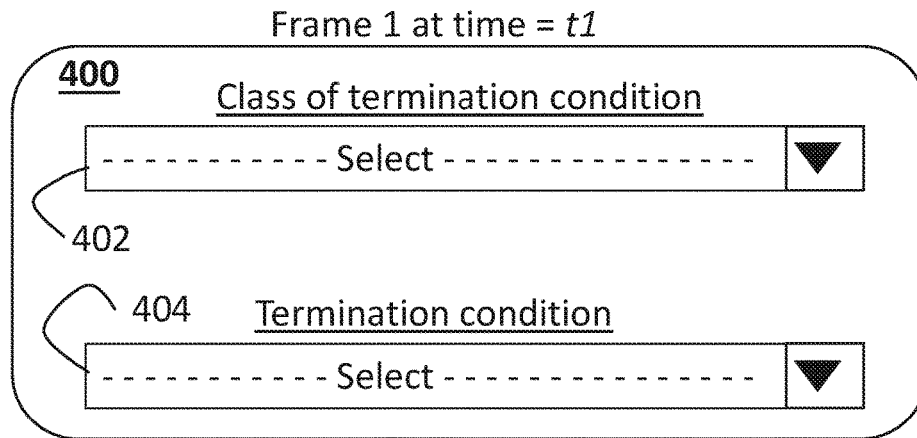 Frame 1 at time = t1
400
Class of termination condition
- - - - - - - - - - - Select - - - - - - - - - - - - - - -
402
404
Termination condition
- - - - - - - - - - - Select - - - - - - - - - - - - - - -